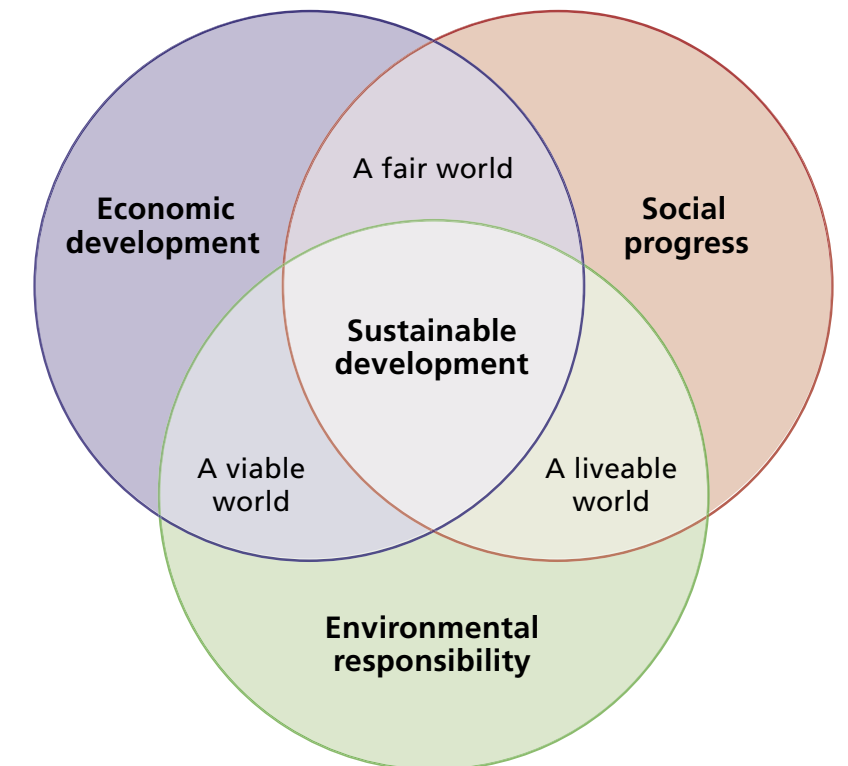 A fair world
Economic
development
Social
progress
Sustainable
development
A viable
world
A liveable
world
Environmental
responsibility